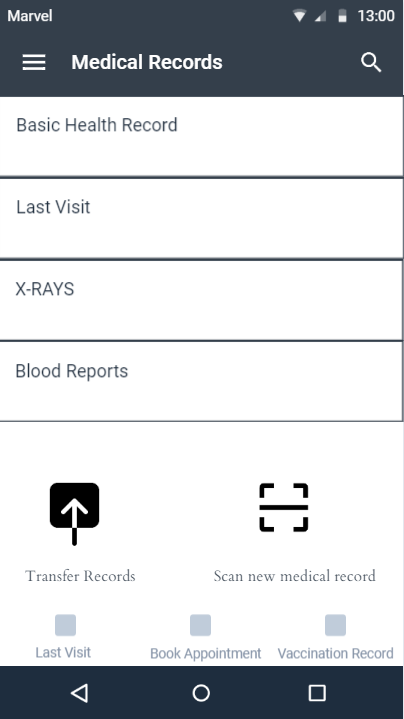 Marvel 13:00
Medical Records
Basic Health Record
Last Visit
X-RAYS
Blood Reports
Transfer Records Scan new medical record
Last Visit Book Appointment Vaccination Record